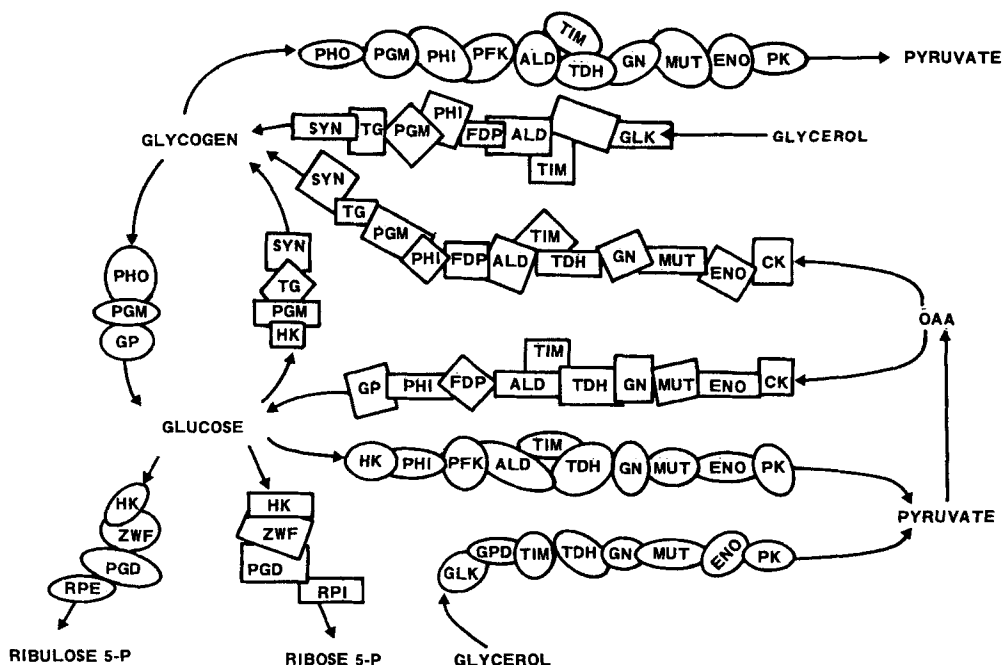 PHO PGM PHI PFK ALD TIM TDH GN MUT ENO PK
PYRUVATE
GLYCOGEN
SYN TG PGM PHI FDP ALD TIM GLK
GLYCEROL
SYN TG PGM PHI FDP ALD TIM TDH GN MUT ENO CK
PHO
PGM
GP
SYN
TG
PGM
HK
OAA
GP PHI FDP ALD TIM TDH GN MUT ENO CK
GLUCOSE
HK PHI PFK ALD TIM TDH GN MUT ENO PK
PYRUVATE
HK
ZWF
PGD
RPE
HK
ZWF
PGD
RPI
GLK GPD TIM TDH GN MUT ENO PK
RIBULOSE 5-P
RIBOSE 5-P
GLYCEROL